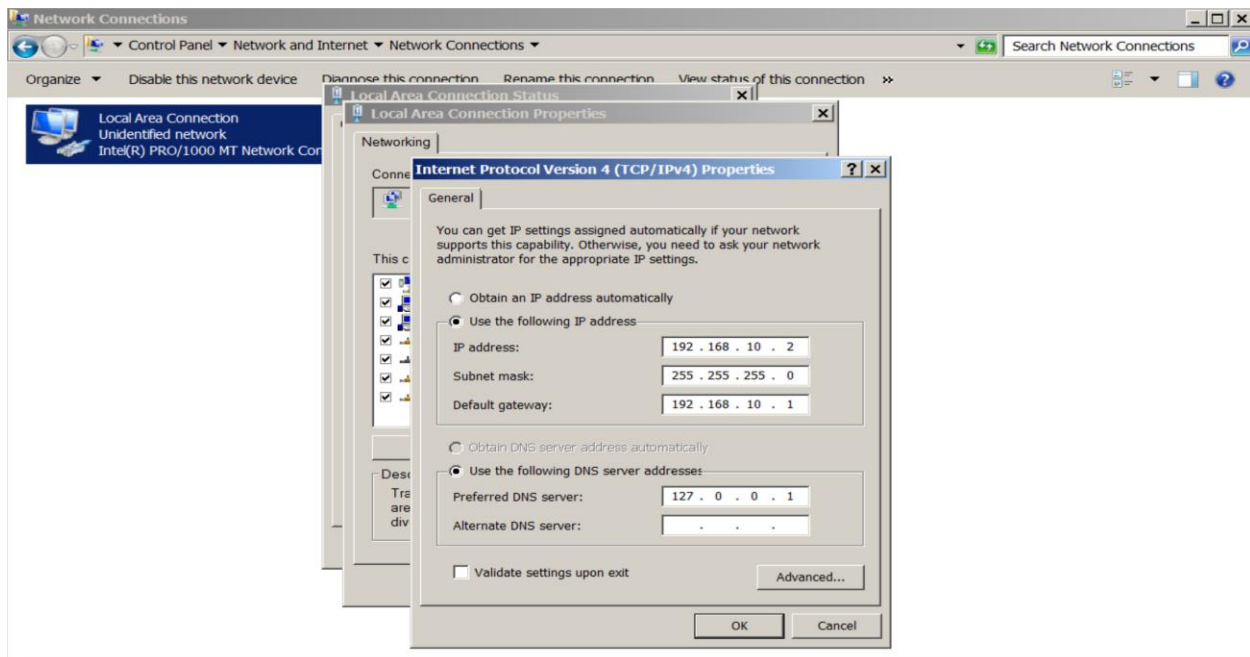 Network Connections
Control Panel Network and Internet Network Connections
Search Network Connections
Organize Disable this network device Diagnose this connection Rename this connection View status of this connection »
Local Area Connection Status
Local Area Connection Properties
Local Area Connection
Unidentified network
Intel(R) PRO/1000 MT Network Cor
Networking
Conne
This c
Desc
Tra
are
div
Internet Protocol Version 4 (TCP/IPv4) Properties
General
You can get IP settings assigned automatically if your network
supports this capability. Otherwise, you need to ask your network
administrator for the appropriate IP settings.
Obtain an IP address automatically
Use the following IP address
IP address: 192 . 168 . 10 . 2
Subnet mask: 255 . 255 . 255 . 0
Default gateway: 192 . 168 . 10 . 1
Obtain DNS server address automatically
Use the following DNS server addresses
Preferred DNS server: 127 . 0 . 0 . 1
Alternate DNS server: . . .
Validate settings upon exit
Advanced...
OK Cancel